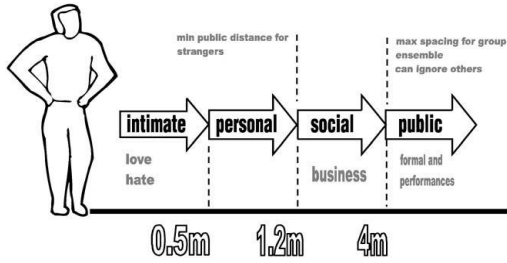 min public distance for
strangers
max spacing for group
ensemble
can ignore others
intimate
personal
social
public
love
hate
business
formal and
performances
0.5m
1.2m
4m